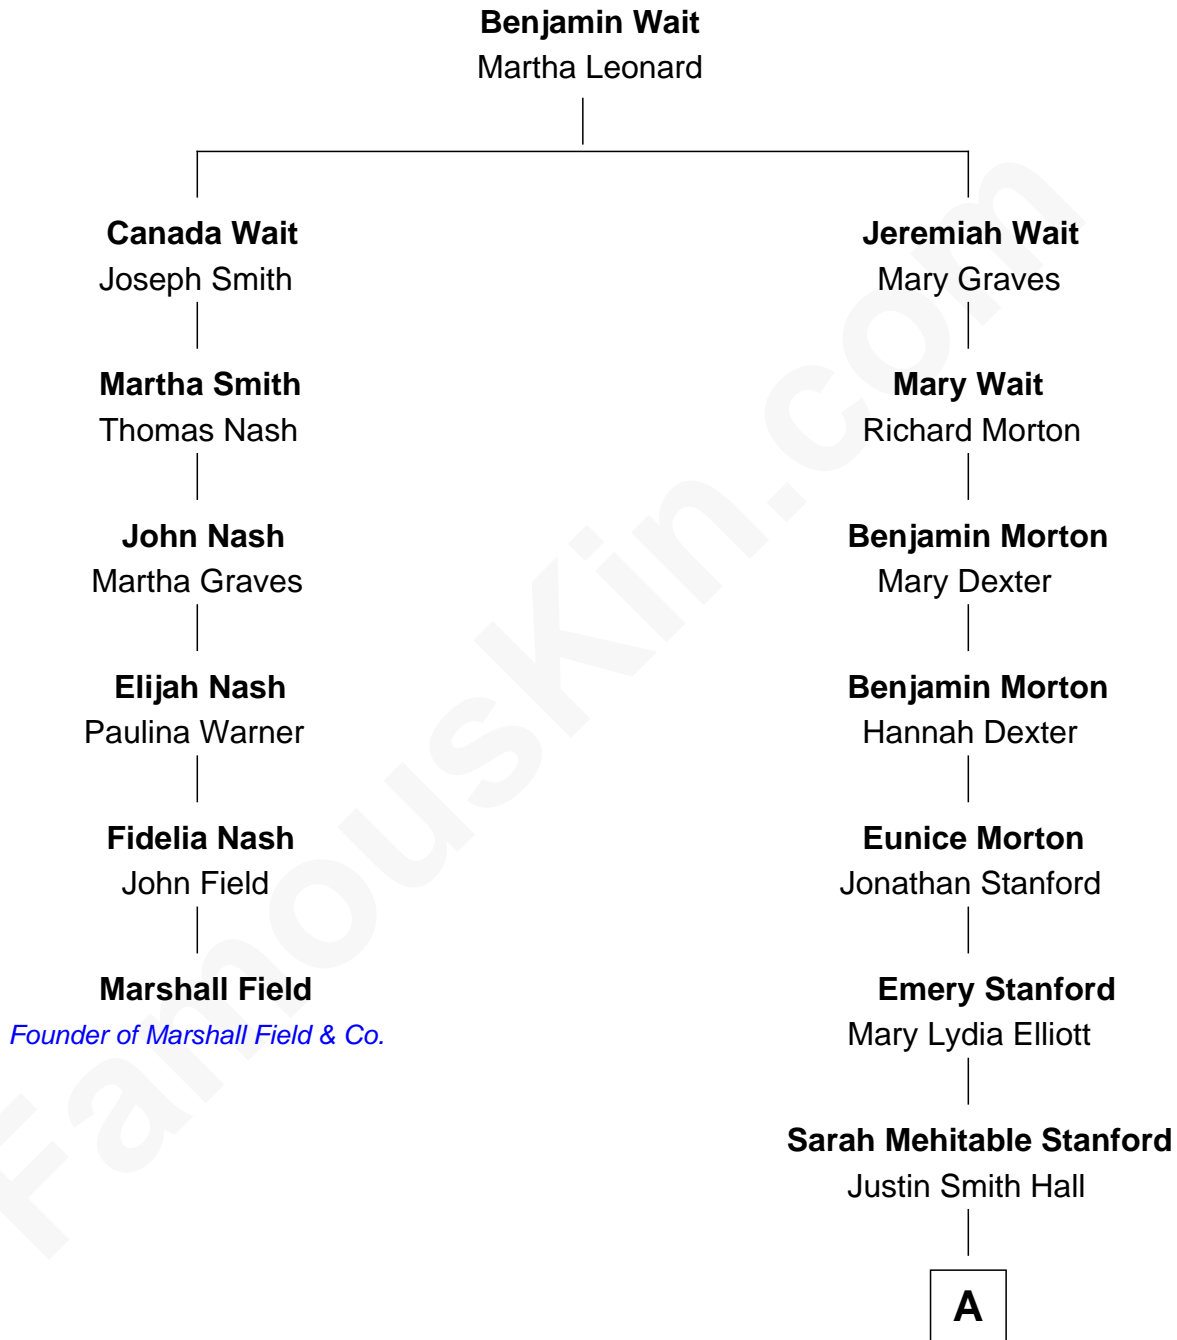 Benjamin Wait
Martha Leonard
Canada Wait
Joseph Smith
Martha Smith
Thomas Nash
John Nash
Martha Graves
Elijah Nash
Paulina Warner
Fidelia Nash
John Field
Marshall Field
Founder of Marshall Field & Co.
Jeremiah Wait
Mary Graves
Mary Wait
Richard Morton
Benjamin Morton
Mary Dexter
Benjamin Morton
Hannah Dexter
Eunice Morton
Jonathan Stanford
Emery Stanford
Mary Lydia Elliott
Sarah Mehitable Stanford
Justin Smith Hall
A
FamousKin.com